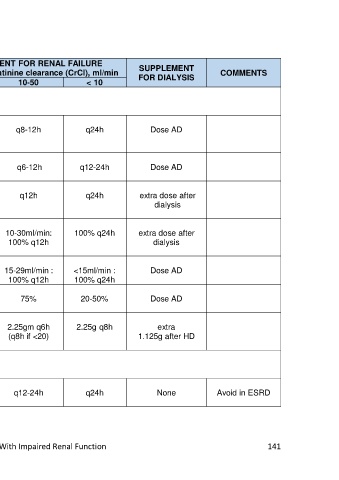 ENT FOR RENAL FAILURE
SUPPLEMENT
FOR DIALYSIS
COMMENTS
tinine clearance (CrCl), ml/min
10-50 < 10
q8-12h q24h Dose AD
q6-12h q12-24h Dose AD
q12h q24h extra dose after
dialysis
10-30ml/min: 100% q24h extra dose after
100% q12h dialysis
15-29ml/min : <15ml/min : Dose AD
100% q12h 100% q24h
75% 20-50% Dose AD
2.25gm q6h 2.25g q8h extra
(q8h if <20) 1.125g after HD
q12-24h q24h None Avoid in ESRD
With Impaired Renal Function 141